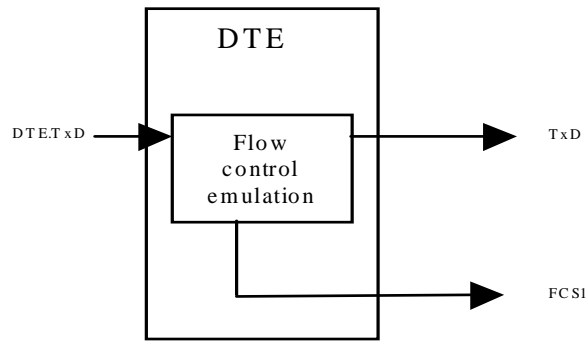 DTE
DTE.TxD
Flow
control
emulation
TxD
FCS1